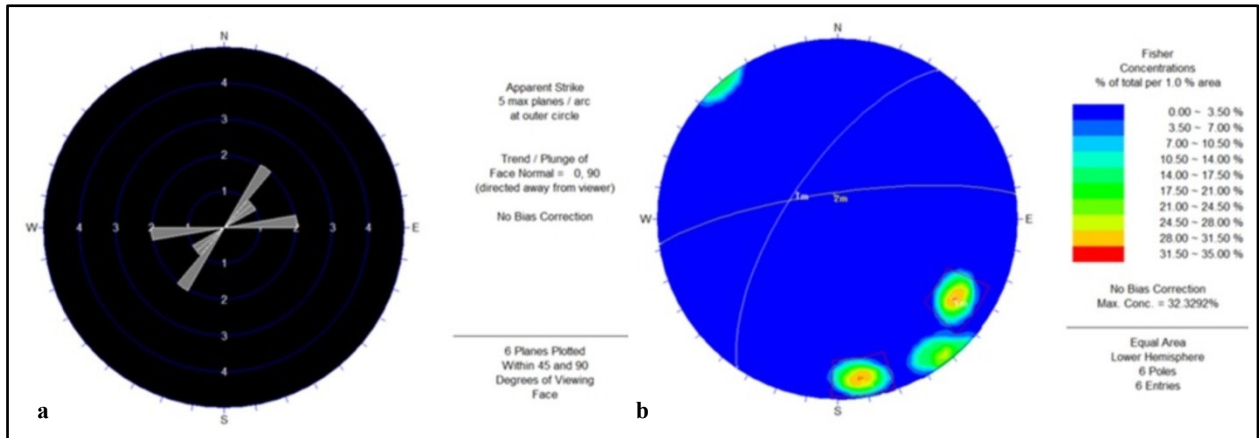 N
4
3
2
1
W 4 3 2 1 1 2 3 4 E
1
2
3
4
S
a
Apparent Strike
5 max planes / arc
at outer circle
Trend / Plunge of
Face Normal = 0, 90
(directed away from viewer)
No Bias Correction
6 Planes Plotted
Within 45 and 90
Degrees of Viewing
Face
N
W E
1m 2m
S
b
Fisher
Concentrations
% of total per 1.0 % area
0.00 ~ 3.50 %
3.50 ~ 7.00 %
7.00 ~ 10.50 %
10.50 ~ 14.00 %
14.00 ~ 17.50 %
17.50 ~ 21.00 %
21.00 ~ 24.50 %
24.50 ~ 28.00 %
28.00 ~ 31.50 %
31.50 ~ 35.00 %
No Bias Correction
Max. Conc. = 32.3292%
Equal Area
Lower Hemisphere
6 Poles
6 Entries